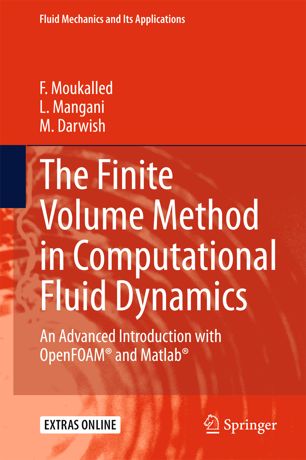 Fluid Mechanics and Its Applications
F. Moukalled
L. Mangani
M. Darwish
The Finite
Volume Method
in Computational
Fluid Dynamics
An Advanced Introduction with
OpenFOAM® and Matlab®
EXTRAS ONLINE
Springer